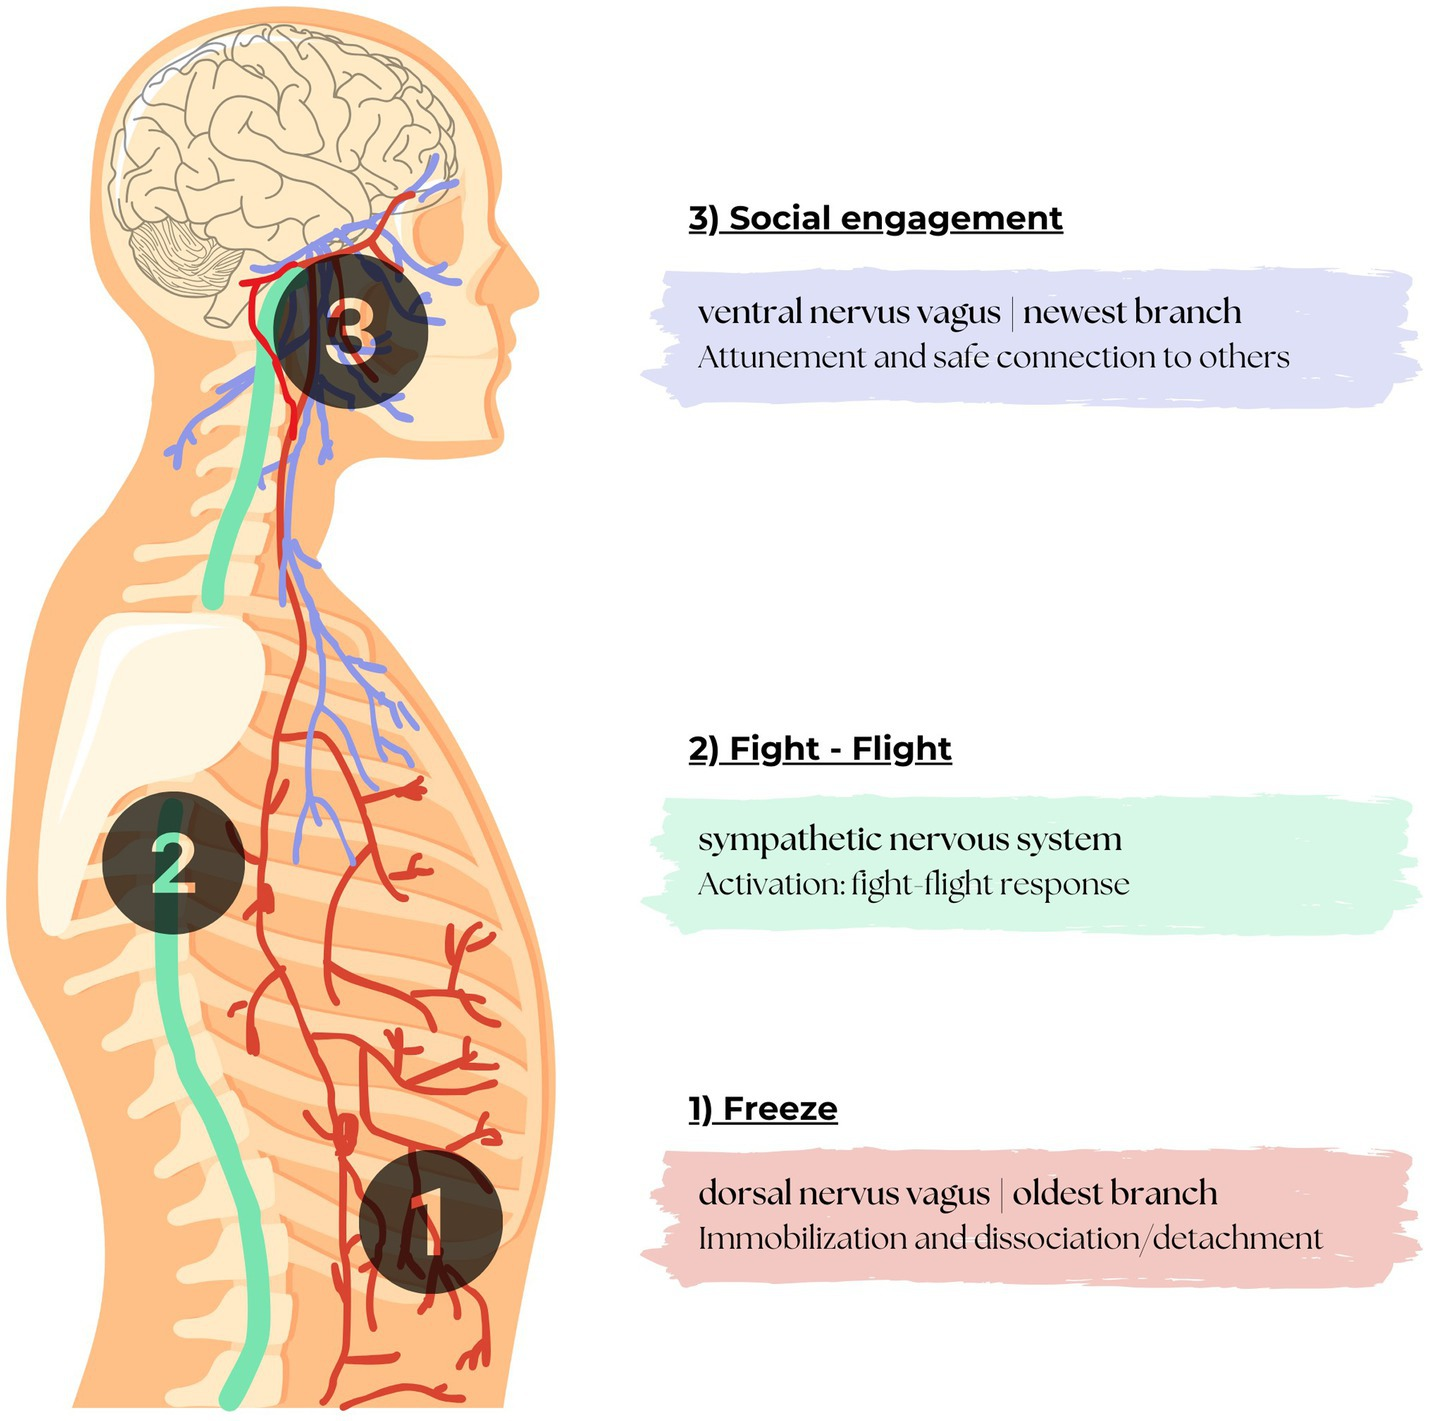 3) Social engagement
ventral nervus vagus | newest branch
Attunement and safe connection to others
3
2) Fight - Flight
sympathetic nervous system
Activation: fight-flight response
2
1) Freeze
dorsal nervus vagus | oldest branch
Immobilization and dissociation/detachment
1